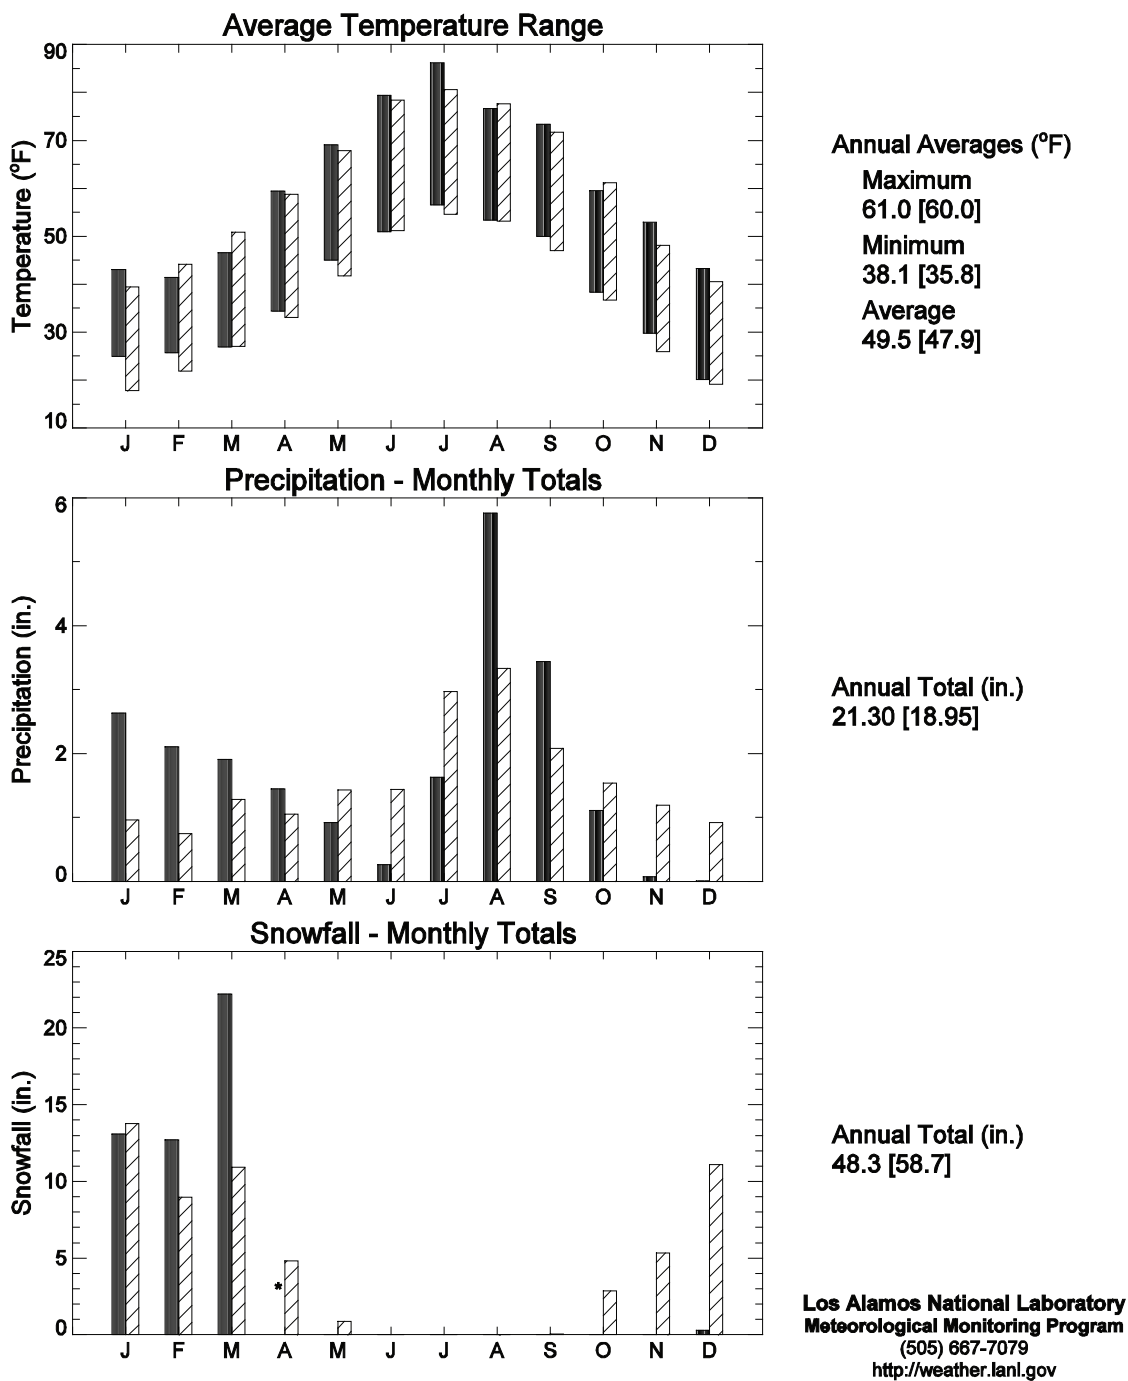 Average Temperature Range
90
70
50
30
10
Temperature (°F)
J F M A M J J A S O N D
Annual Averages (°F)
Maximum
61.0 [60.0]
Minimum
38.1 [35.8]
Average
49.5 [47.9]
Precipitation - Monthly Totals
6
4
2
0
Precipitation (in.)
J F M A M J J A S O N D
Annual Total (in.)
21.30 [18.95]
Snowfall - Monthly Totals
25
20
15
10
5
0
Snowfall (in.)
*
J F M A M J J A S O N D
Annual Total (in.)
48.3 [58.7]
Los Alamos National Laboratory
Meteorological Monitoring Program
(505) 667-7079
http://weather.lanl.gov